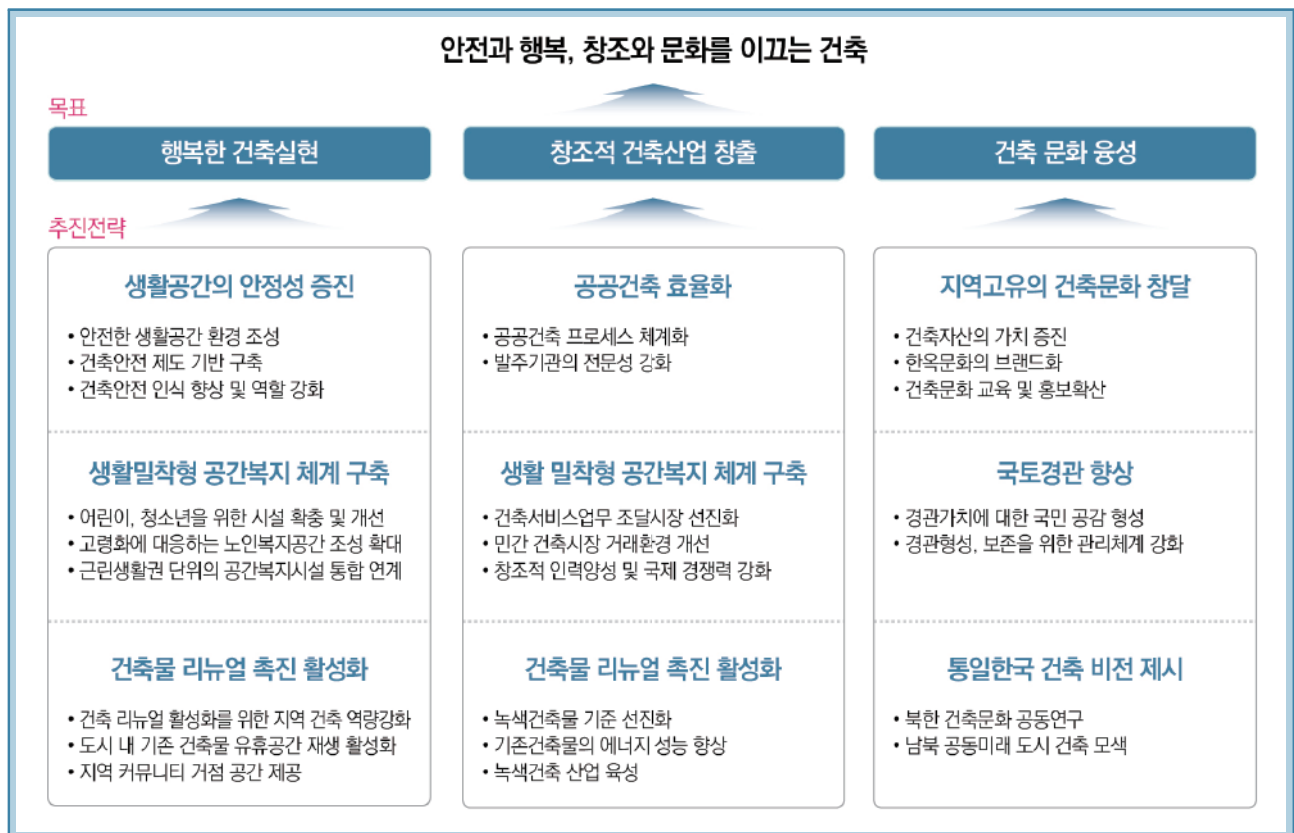 안전과 행복, 창조와 문화를 이끄는 건축
목표
행복한 건축실현
창조적 건축산업 창출
건축 문화 융성
추진전략
생활공간의 안정성 증진
• 안전한 생활공간 환경 조성
• 건축안전 제도 기반 구축
• 건축안전 인식 향상 및 역할 강화
생활밀착형 공간복지 체계 구축
• 어린이, 청소년을 위한 시설 확충 및 개선
• 고령화에 대응하는 노인복지공간 조성 확대
• 근린생활권 단위의 공간복지시설 통합 연계
건축물 리뉴얼 촉진 활성화
• 건축 리뉴얼 활성화를 위한 지역 건축 역량강화
• 도시 내 기존 건축물 유휴공간 재생 활성화
• 지역 커뮤니티 거점 공간 제공
공공건축 효율화
• 공공건축 프로세스 체계화
• 발주기관의 전문성 강화
생활 밀착형 공간복지 체계 구축
• 건축서비스업무 조달시장 선진화
• 민간 건축시장 거래환경 개선
• 창조적 인력양성 및 국제 경쟁력 강화
건축물 리뉴얼 촉진 활성화
• 녹색건축물 기준 선진화
• 기존건축물의 에너지 성능 향상
• 녹색건축 산업 육성
지역고유의 건축문화 창달
• 건축자산의 가치 증진
• 한옥문화의 브랜드화
• 건축문화 교육 및 홍보확산
국토경관 향상
• 경관가치에 대한 국민 공감 형성
• 경관형성, 보존을 위한 관리체계 강화
통일한국 건축 비전 제시
• 북한 건축문화 공동연구
• 남북 공동미래 도시 건축 모색